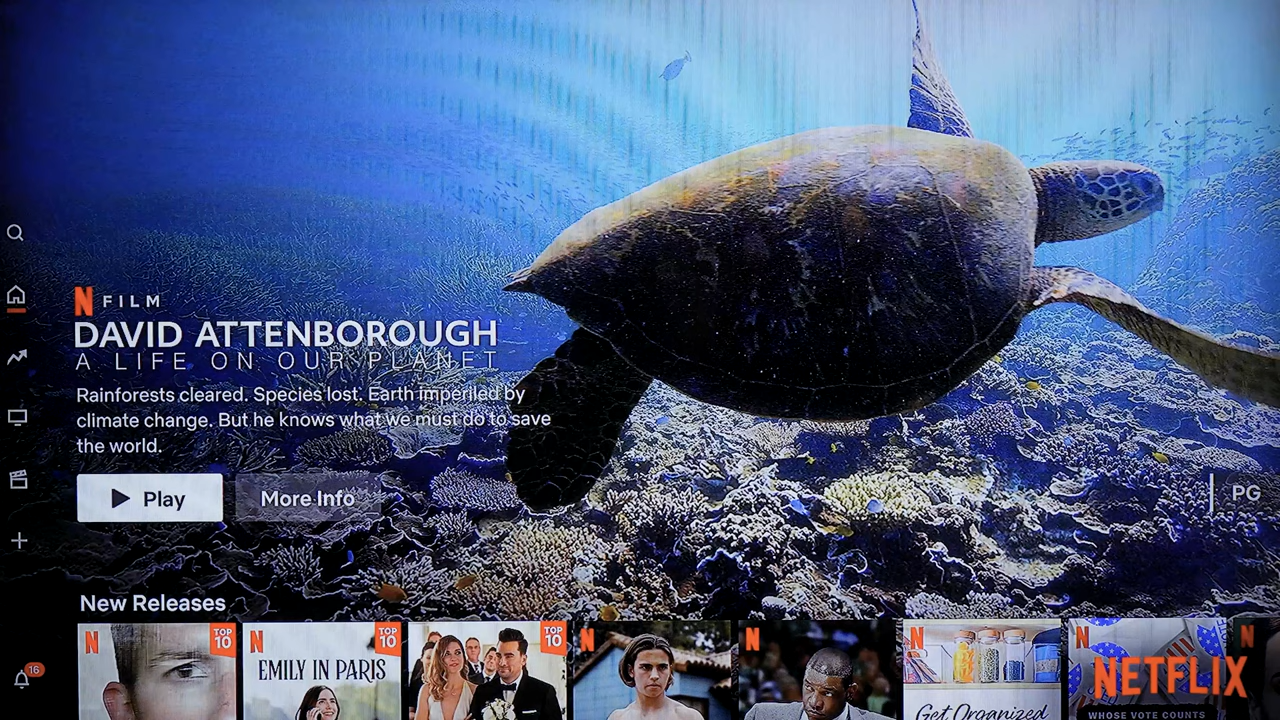 N FILM
DAVID ATTENBOROUGH
A LIFE ON OUR PLANET
Rainforests cleared. Species lost. Earth imperiled by
climate change. But he knows what we must do to save
the world.
Play
More Info
PG
New Releases
N
TOP
10
N
TOP
10
EMILY IN PARIS
N
TOP
10
N
N
N
Get Organized
N
WHOSE VOTE COUNTS
N
NETFLIX
16